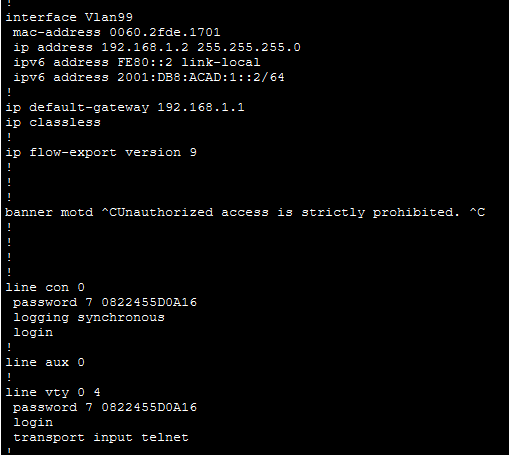 !
interface Vlan99
 mac-address 0060.2fde.1701
 ip address 192.168.1.2 255.255.255.0
 ipv6 address FE80::2 link-local
 ipv6 address 2001:DB8:ACAD:1::2/64
!
ip default-gateway 192.168.1.1
ip classless
!
ip flow-export version 9
!
!
!
banner motd ^CUnauthorized access is strictly prohibited. ^C
!
!
!
!
line con 0
 password 7 0822455D0A16
 logging synchronous
 login
!
line aux 0
!
line vty 0 4
 password 7 0822455D0A16
 login
 transport input telnet
!